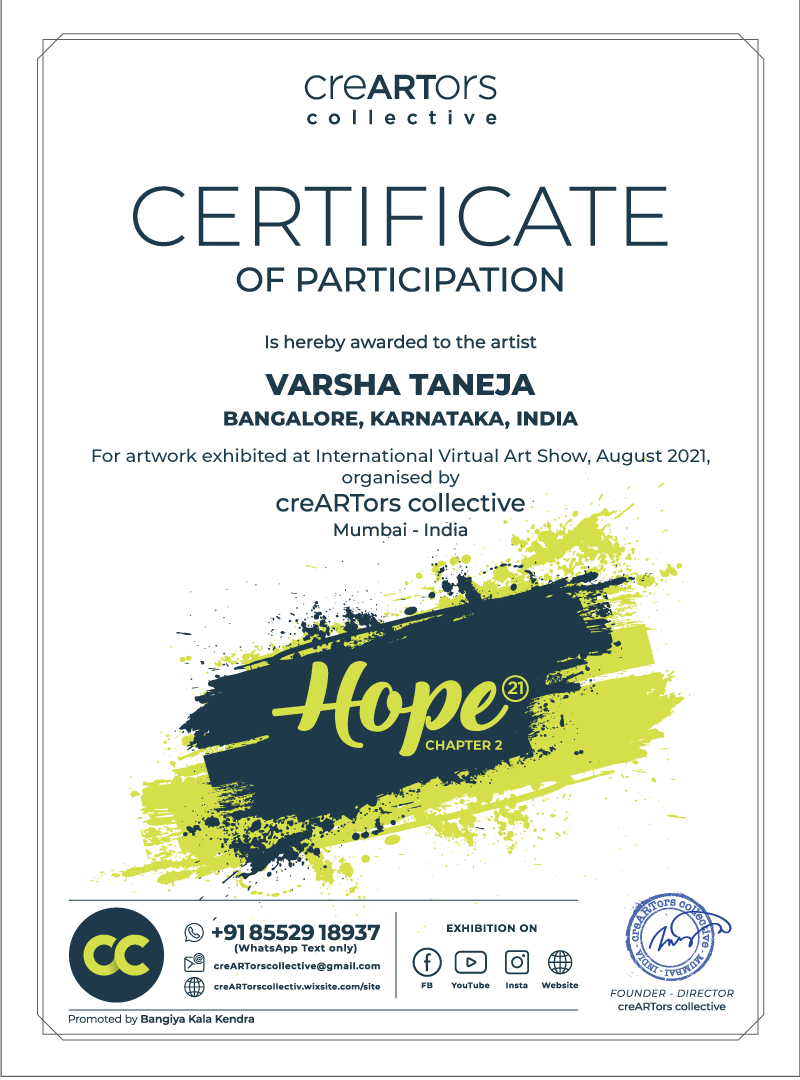 creARTors
collective
CERTIFICATE
OF PARTICIPATION
Is hereby awarded to the artist
VARSHA TANEJA
BANGALORE, KARNATAKA, INDIA
For artwork exhibited at International Virtual Art Show, August 2021,
organised by
creARTors collective
Mumbai - India
Hope 21
CHAPTER 2
CC
+91 85529 18937
(WhatsApp Text only)
creARTorscollective@gmail.com
creARTorscollectiv.wixsite.com/site
EXHIBITION ON
FB YouTube Insta Website
creARTors collective
INDIA - MUMBAI
FOUNDER - DIRECTOR
creARTors collective
Promoted by Bangiya Kala Kendra